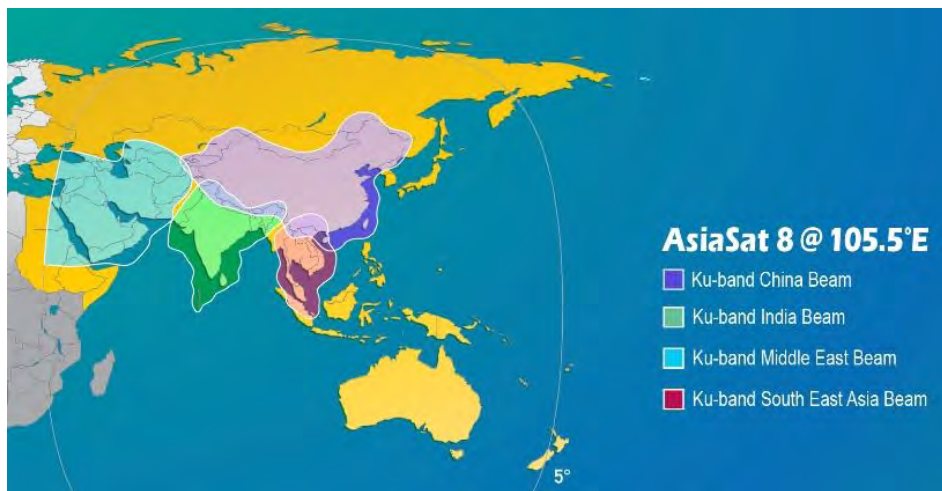 AsiaSat 8 @ 105.5°E
Ku-band China Beam
Ku-band India Beam
Ku-band Middle East Beam
Ku-band South East Asia Beam
5°